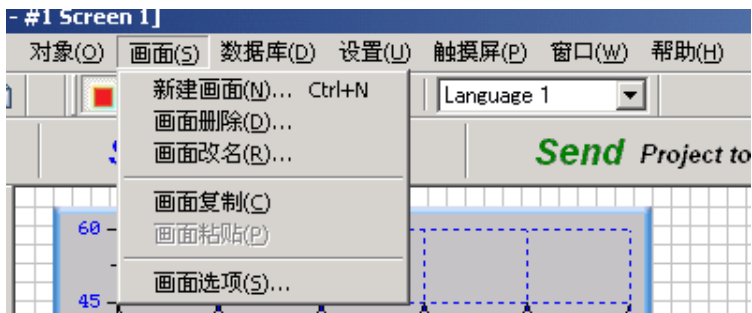 - #1 Screen 1]
对象(O) 画面(S) 数据库(D) 设置(U) 触摸屏(P) 窗口(W) 帮助(H)
新建画面(N)... Ctrl+N
Language 1
画面删除(D)...
画面改名(R)...
Send Project to
画面复制(C)
画面粘贴(P)
60
画面选项(S)...
45